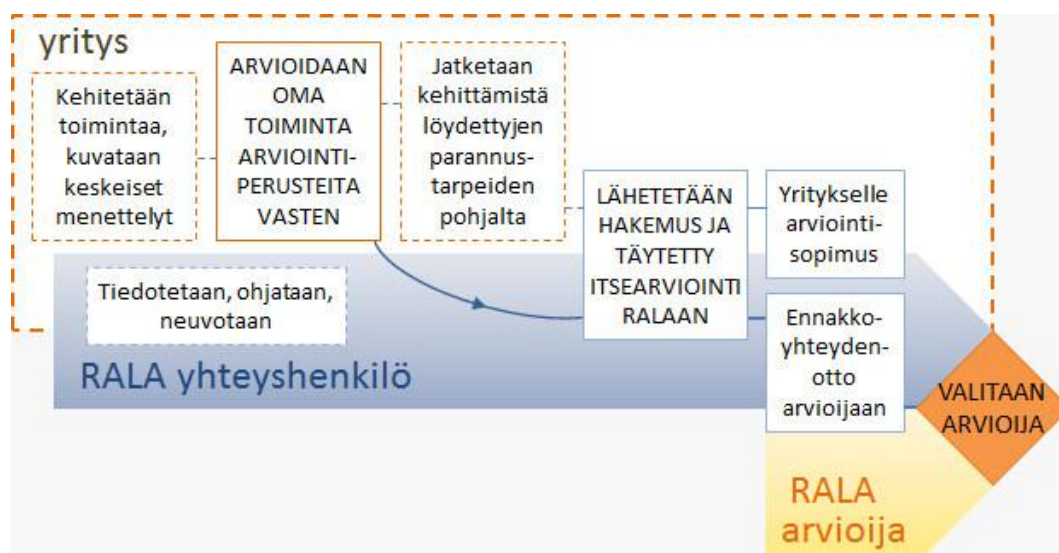 yritys
Kehitetään
toimintaa,
kuvataan
keskeiset
menettelyt
ARVIOIDAAN
OMA
TOIMINTA
ARVIOINTI-
PERUSTEITA
VASTEN
Jatketaan
kehittämistä
löydettyjen
parannus-
tarpeiden
pohjalta
LÄHETETÄÄN
HAKEMUS JA
TÄYTETTY
ITSEARVIOINTI
RALAAN
Yritykselle
arviointi-
sopimus
Tiedotetaan, ohjataan,
neuvotaan
RALA yhteyshenkilö
Ennakko-
yhteyden-
otto
arvioijaan
VALITAAN
ARVIOIJA
RALA
arvioija